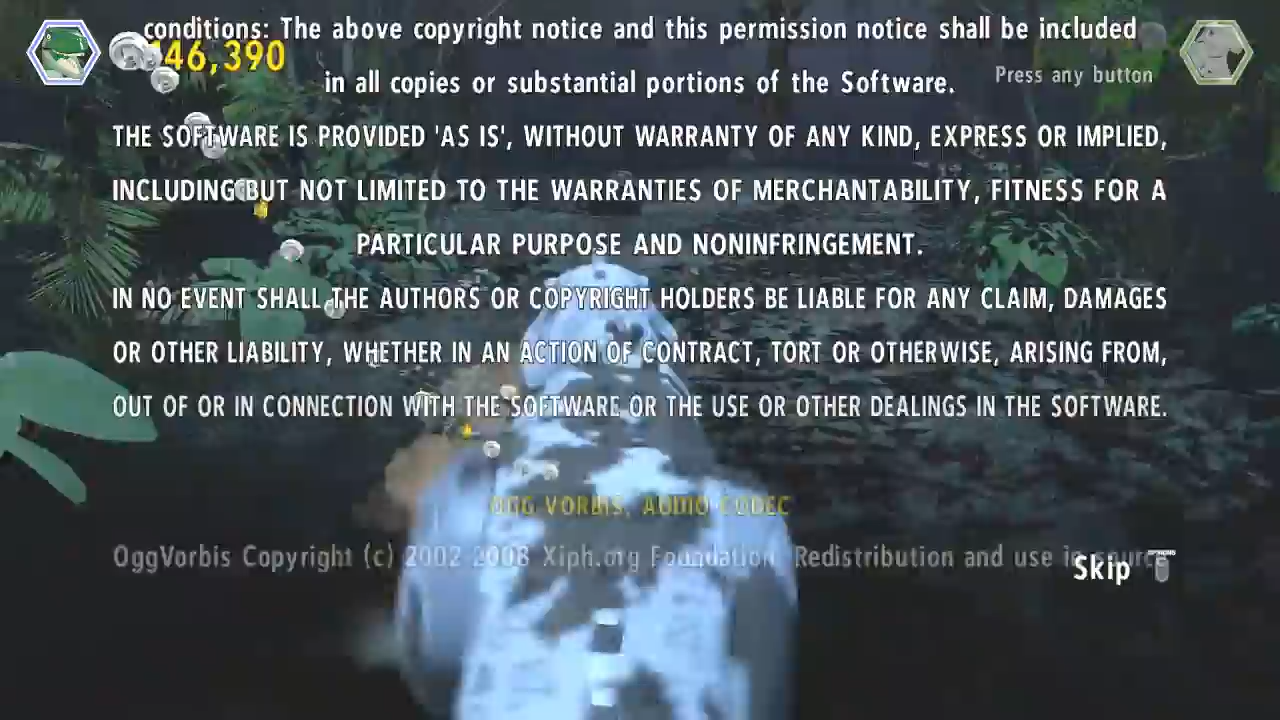 conditions: The above copyright notice and this permission notice shall be included
46,390
in all copies or substantial portions of the Software.
Press any button
THE SOFTWARE IS PROVIDED 'AS IS', WITHOUT WARRANTY OF ANY KIND, EXPRESS OR IMPLIED,
INCLUDING BUT NOT LIMITED TO THE WARRANTIES OF MERCHANTABILITY, FITNESS FOR A
PARTICULAR PURPOSE AND NONINFRINGEMENT.
IN NO EVENT SHALL THE AUTHORS OR COPYRIGHT HOLDERS BE LIABLE FOR ANY CLAIM, DAMAGES
OR OTHER LIABILITY, WHETHER IN AN ACTION OF CONTRACT, TORT OR OTHERWISE, ARISING FROM,
OUT OF OR IN CONNECTION WITH THE SOFTWARE OR THE USE OR OTHER DEALINGS IN THE SOFTWARE.
OGG VORBIS, AUDIO CODEC
OggVorbis Copyright (c) 2002-2008 Xiph.org Foundation. Redistribution and use in source
Skip
OPTIONS